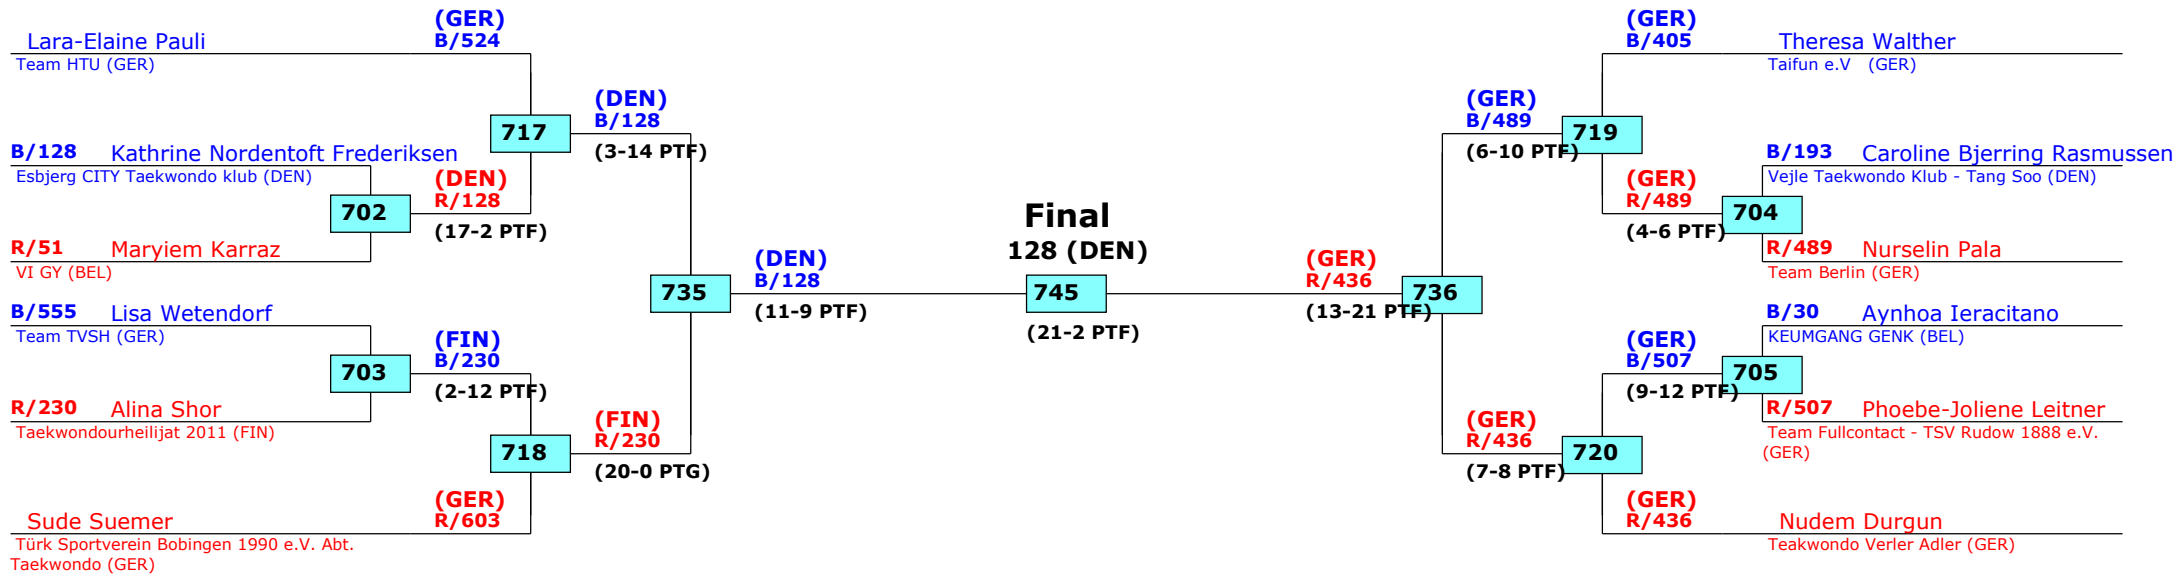 (GER)
B/524
Lara-Elaine Pauli
Team HTU (GER)
(DEN)
B/128
717
(3-14 PTF)
B/128 Kathrine Nordentoft Frederiksen
Esbjerg CITY Taekwondo klub (DEN)
(DEN)
R/128
702
(17-2 PTF)
R/51 Maryiem Karraz
VI GY (BEL)
(DEN)
B/128
735
(11-9 PTF)
B/555 Lisa Wetendorf
Team TVSH (GER)
(FIN)
B/230
703
(2-12 PTF)
R/230 Alina Shor
Taekwondourheilijat 2011 (FIN)
(FIN)
R/230
718
(20-0 PTG)
(GER)
R/603
Sude Suemer
Türk Sportverein Bobingen 1990 e.V. Abt.
Taekwondo (GER)
Final
128 (DEN)
745
(21-2 PTF)
(GER)
R/436
736
(13-21 PTF)
(GER)
B/405
Theresa Walther
Taifun e.V (GER)
(GER)
B/489
719
(6-10 PTF)
B/193 Caroline Bjerring Rasmussen
Vejle Taekwondo Klub - Tang Soo (DEN)
(GER)
R/489
704
(4-6 PTF)
R/489 Nurselin Pala
Team Berlin (GER)
B/30 Aynhoa Ieracitano
KEUMGANG GENK (BEL)
(GER)
B/507
705
(9-12 PTF)
R/507 Phoebe-Joliene Leitner
Team Fullcontact - TSV Rudow 1888 e.V.
(GER)
(GER)
R/436
720
(7-8 PTF)
(GER)
R/436
Nudem Durgun
Teakwondo Verler Adler (GER)